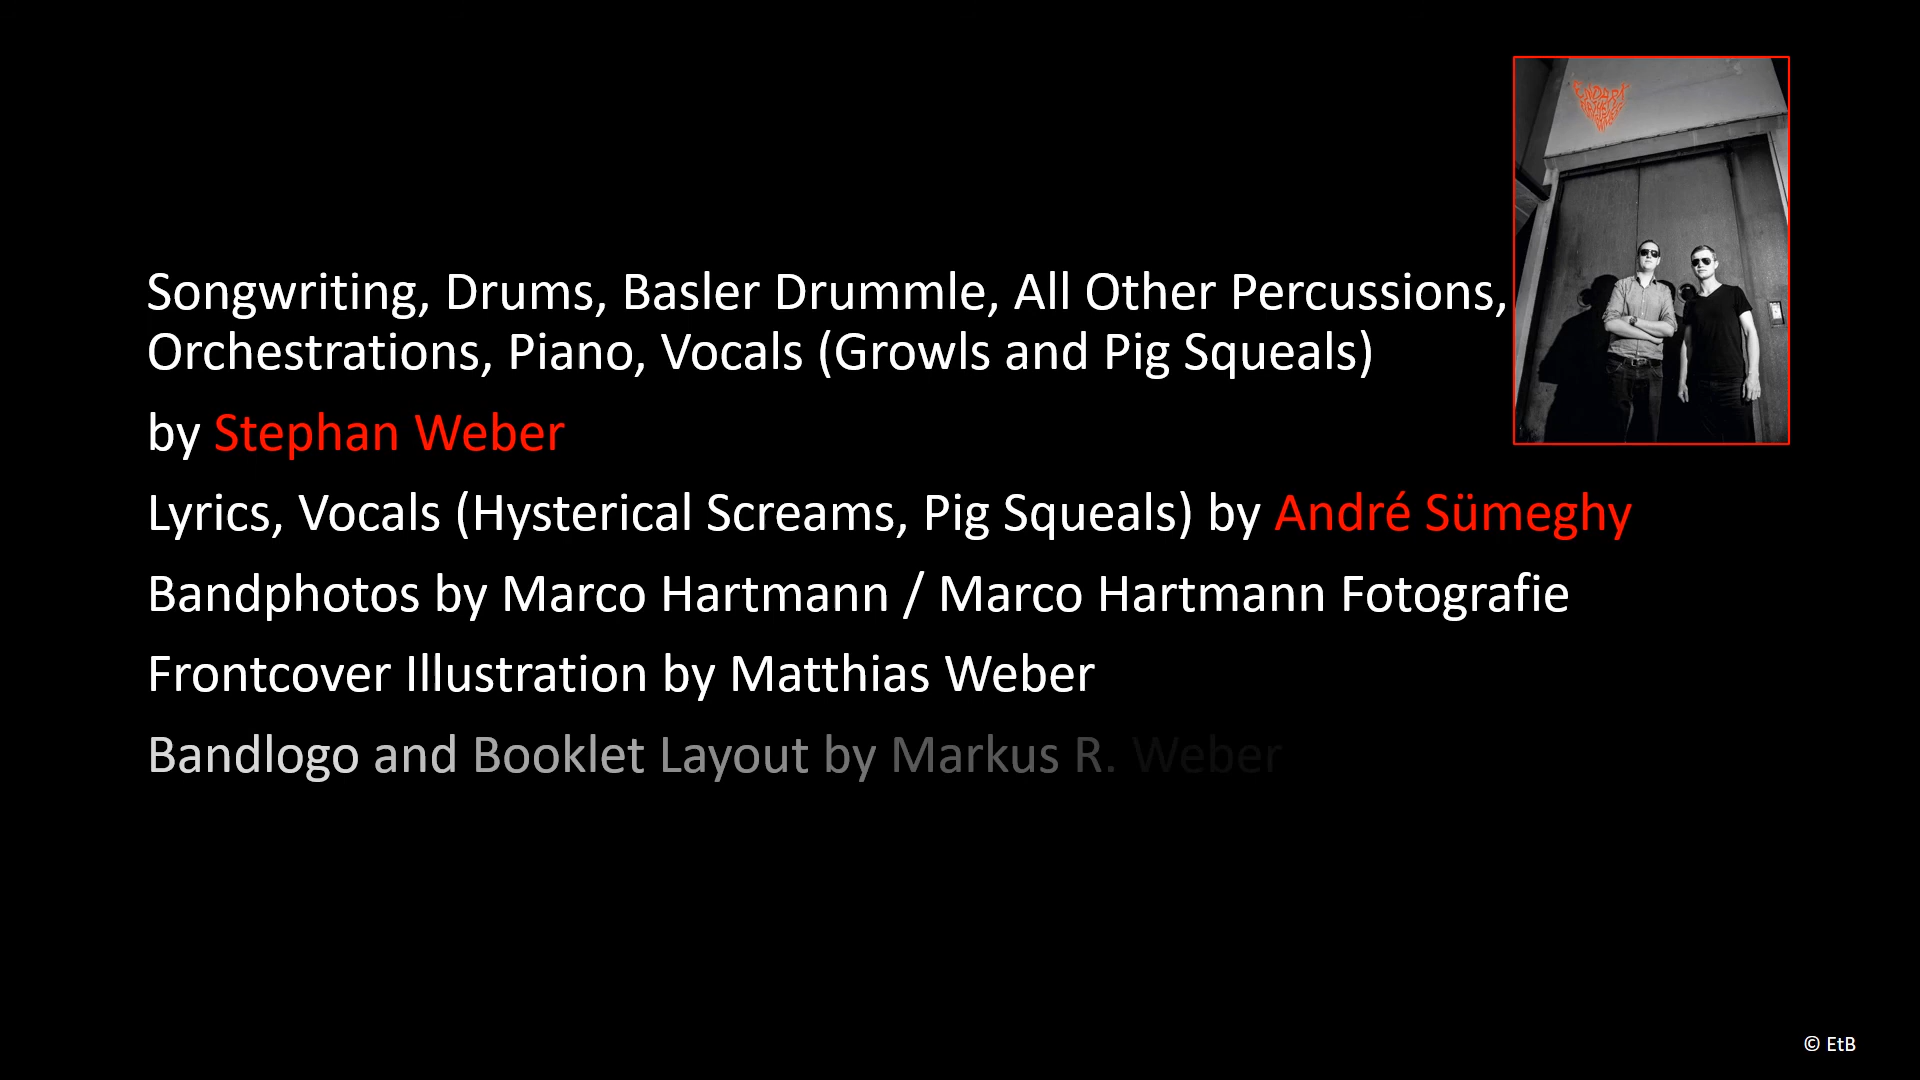 Songwriting, Drums, Basler Drummle, All Other Percussions,
Orchestrations, Piano, Vocals (Growls and Pig Squeals)
by Stephan Weber
Lyrics, Vocals (Hysterical Screams, Pig Squeals) by André Sümeghy
Bandphotos by Marco Hartmann / Marco Hartmann Fotografie
Frontcover Illustration by Matthias Weber
Bandlogo and Booklet Layout by Markus R. Weber
© EtB